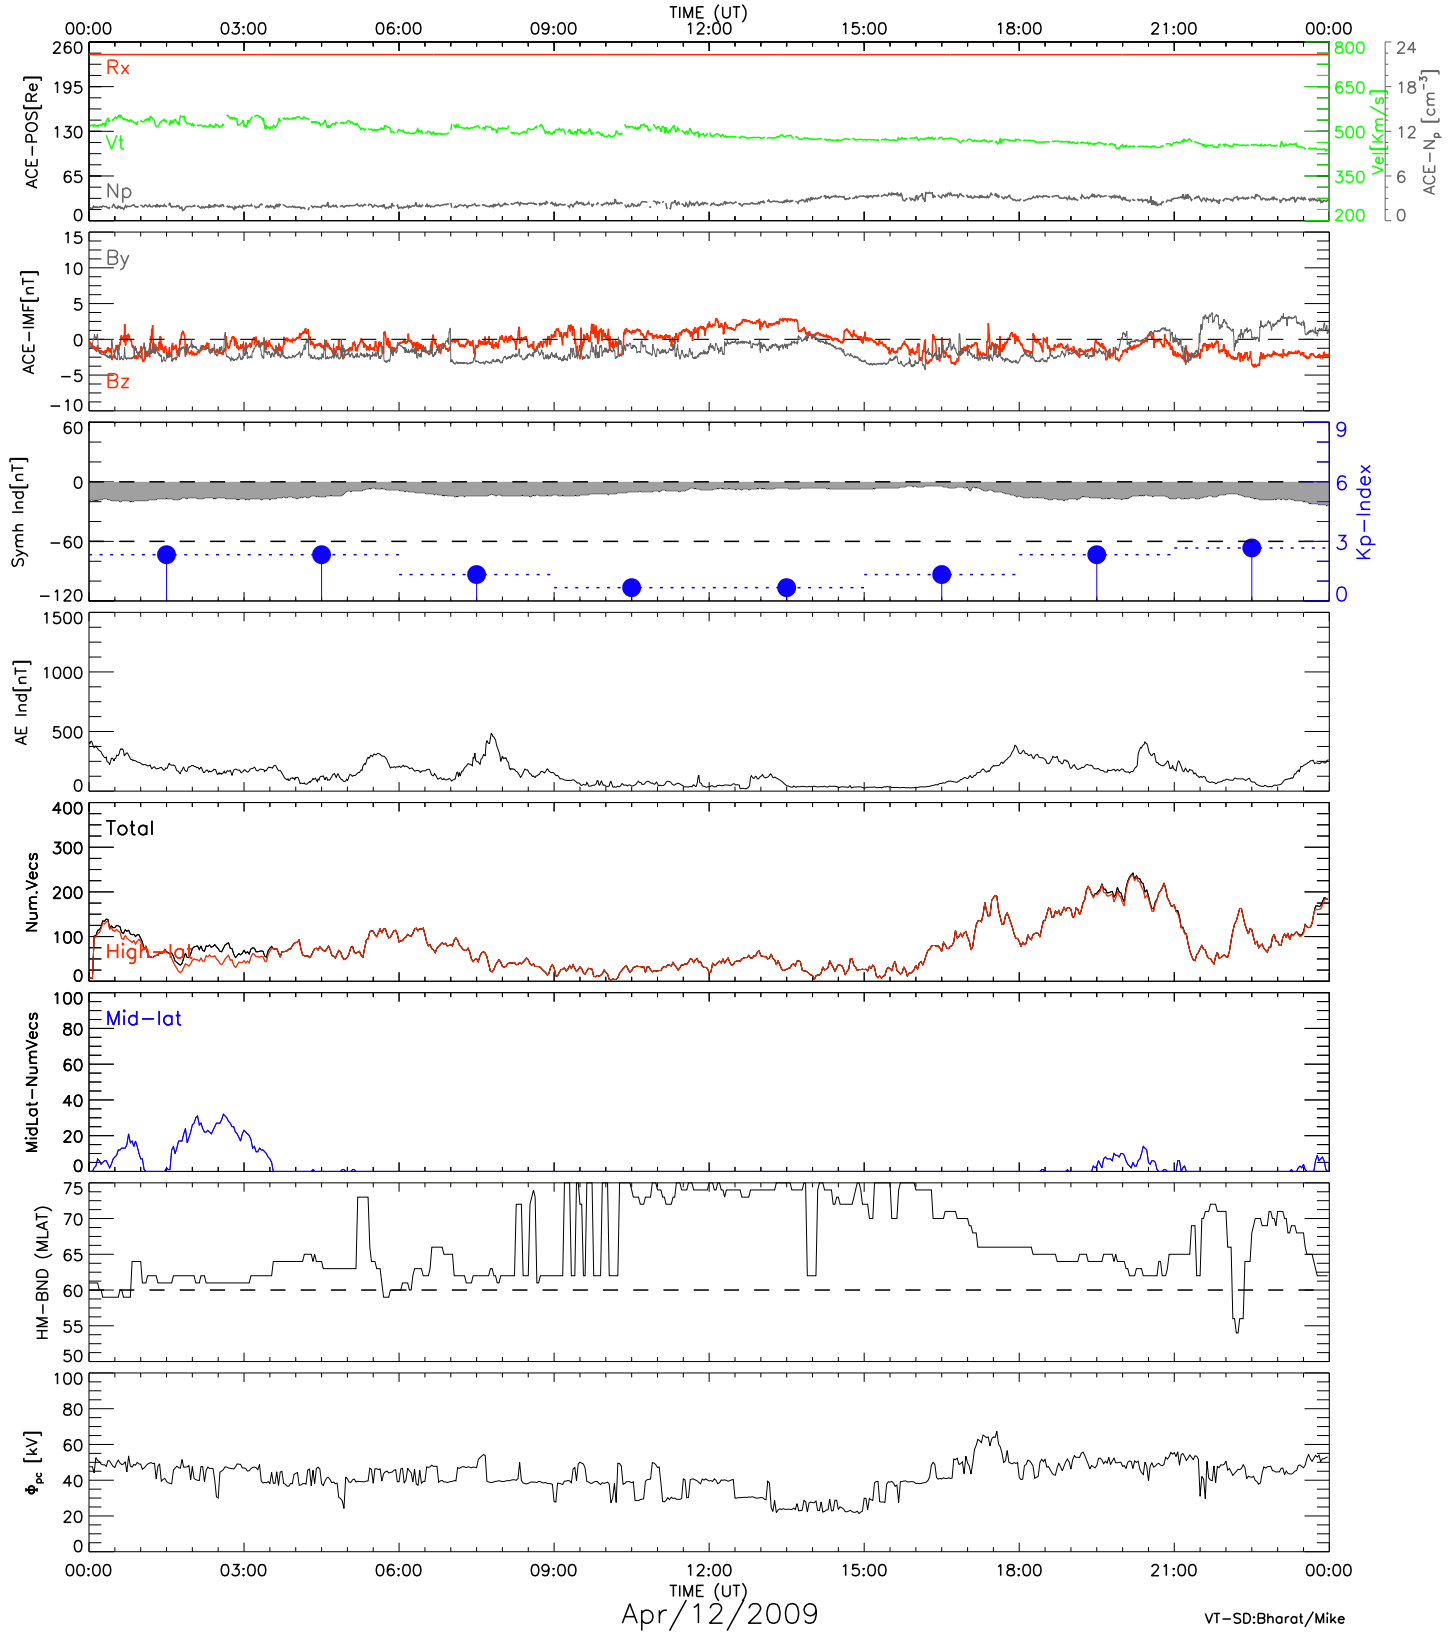 TIME (UT)
00:00 03:00 06:00 09:00 12:00 15:00 18:00 21:00 00:00
260 195 130 65 0
ACE-POS[Re]
Rx
Vt
Np
800 650 500 350 200
Vel[Km/s]
24 18 12 6 0
ACE-Np [cm-3]
15 10 5 0 -5 -10
ACE-IMF[nT]
By
Bz
60 0 -60 -120
Symh Ind[nT]
9 6 3 0
Kp-Index
1500 1000 500 0
AE Ind[nT]
400 300 200 100 0
Num.Vecs
Total
High-lat
100 80 60 40 20 0
MidLat-NumVecs
Mid-lat
75 70 65 60 55 50
HM-BND (MLAT)
100 80 60 40 20 0
Φpc [kV]
00:00 03:00 06:00 09:00 12:00 15:00 18:00 21:00 00:00
TIME (UT)
Apr/12/2009
VT-SD:Bharat/Mike